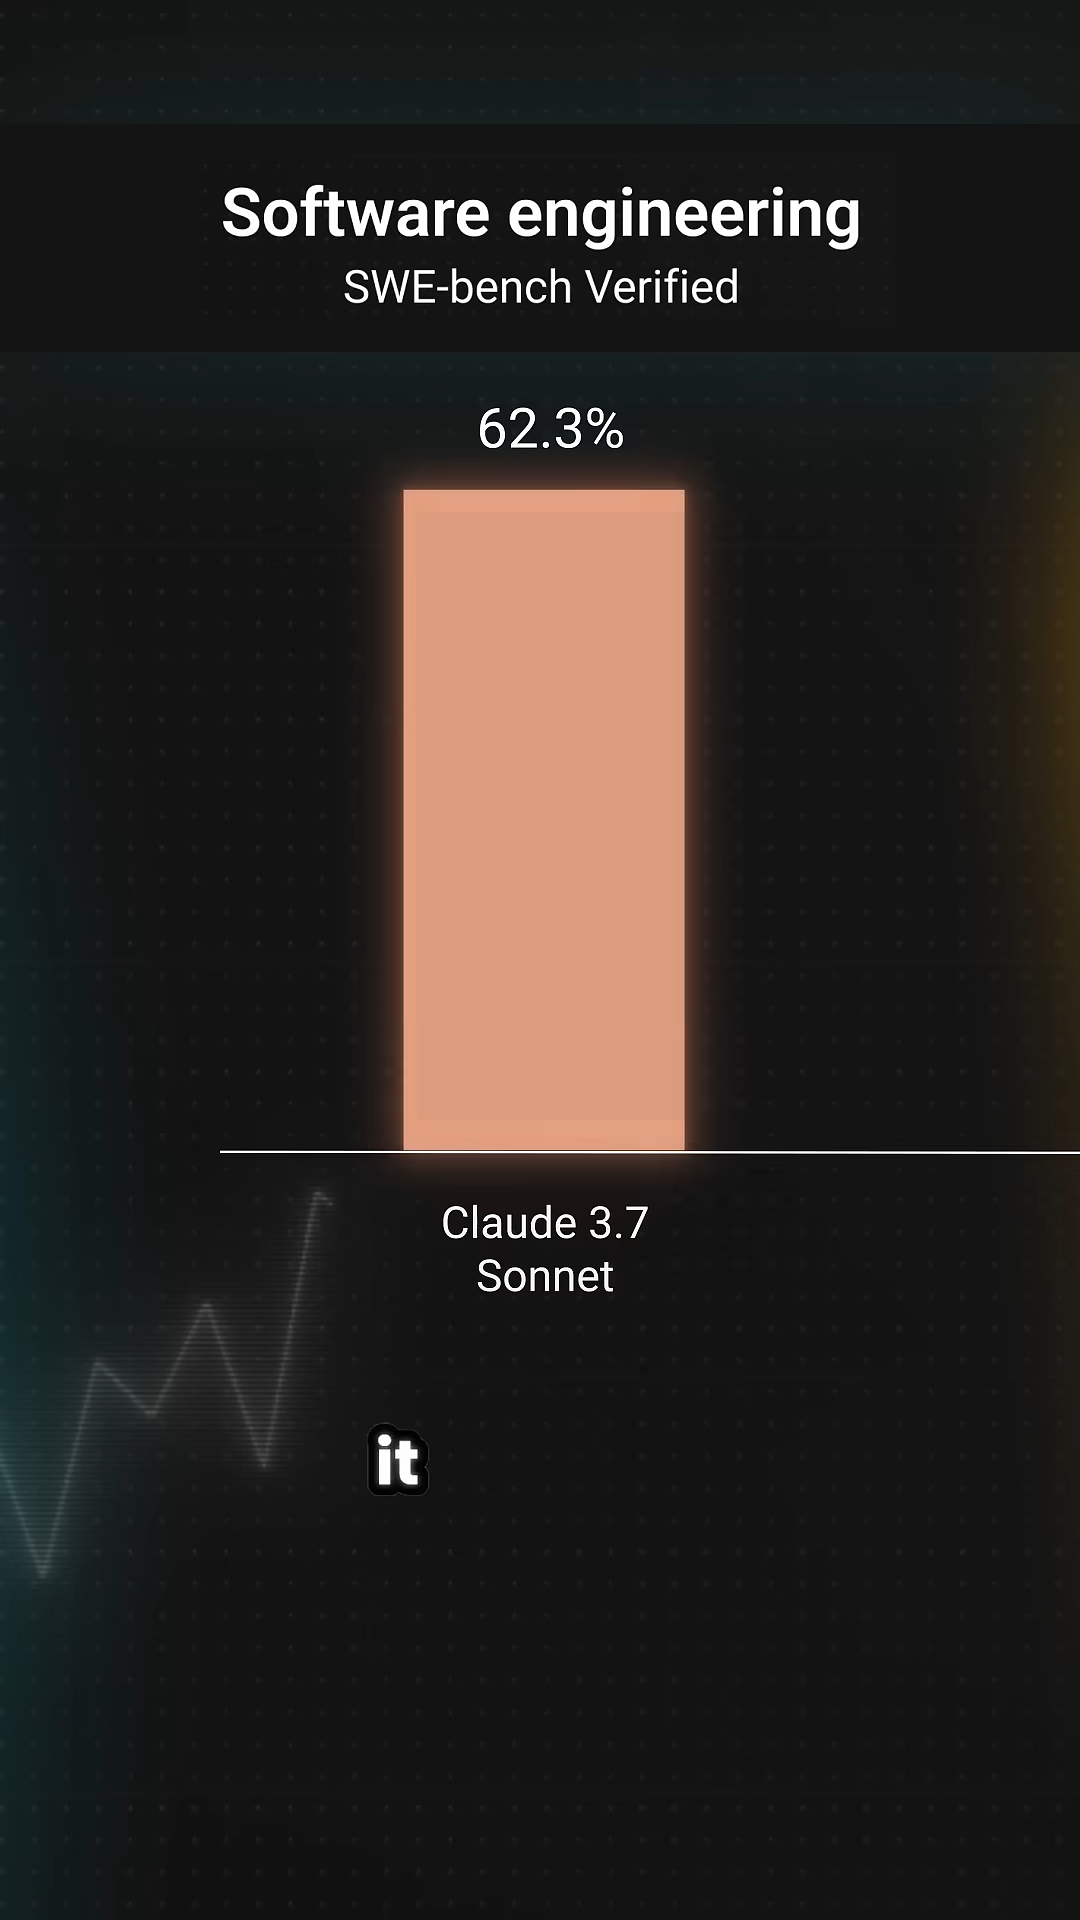 Software engineering
SWE-bench Verified
62.3%
Claude 3.7
Sonnet
it